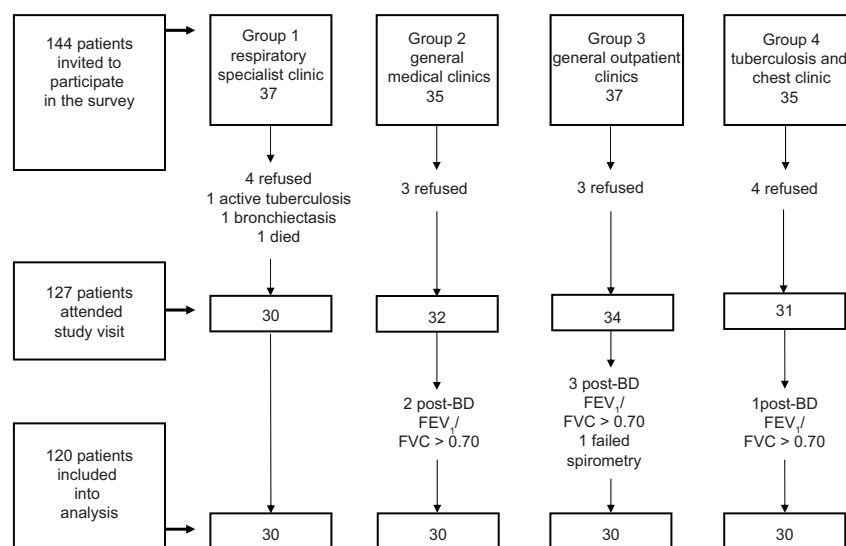 144 patients
invited to
participate
in the survey
Group 1
respiratory
specialist clinic
37
Group 2
general
medical clinics
35
Group 3
general outpatient
clinics
37
Group 4
tuberculosis and
chest clinic
35
4 refused
1 active tuberculosis
1 bronchiectasis
1 died
3 refused
3 refused
4 refused
127 patients
attended
study visit
30
32
34
31
2 post-BD
FEV₁/
FVC > 0.70
3 post-BD
FEV₁/
FVC > 0.70
1 failed
spirometry
1post-BD
FEV₁/
FVC > 0.70
120 patients
included
into
analysis
30
30
30
30